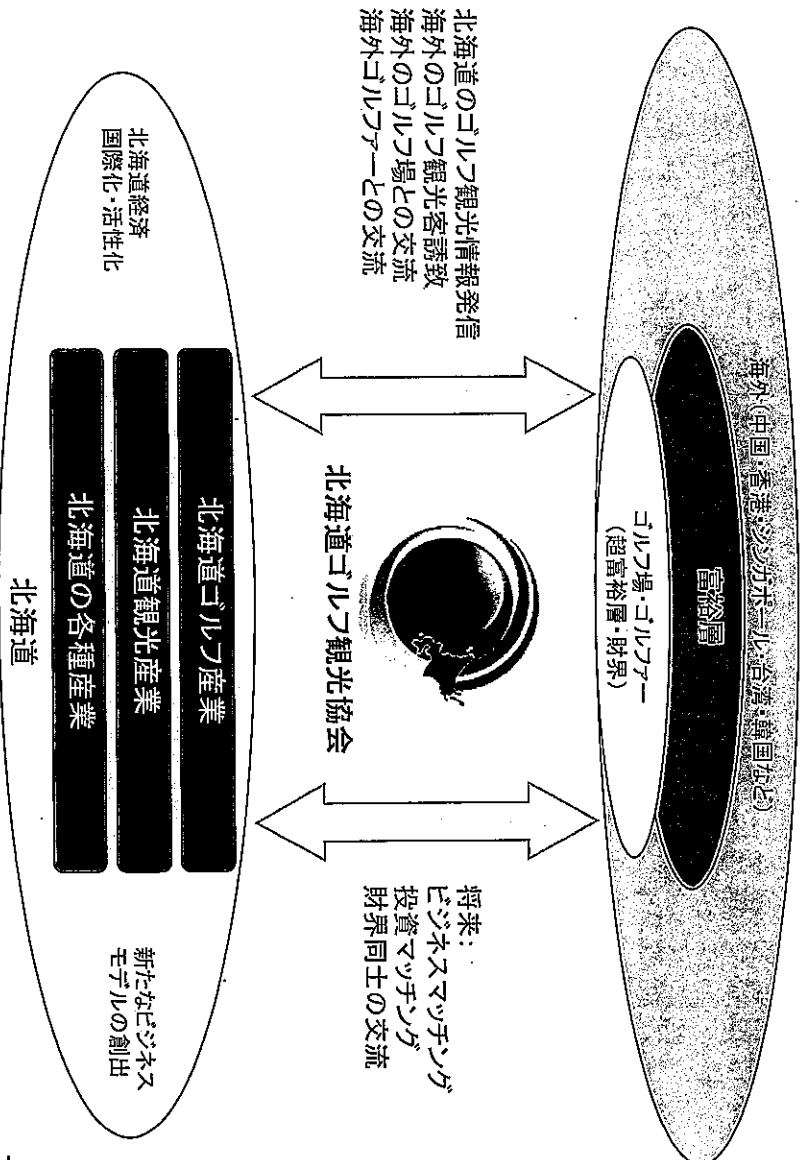 海外(中国・香港・シンガポール・台湾・韓国など)
富裕層
ゴルフ場・ゴルファー
(超富裕層・財界)
北海道のゴルフ観光情報発信
海外のゴルフ観光客誘致
海外のゴルフ場との交流
海外ゴルファーとの交流
北海道ゴルフ観光協会
将来:
ビジネスマッチング
投資マッチング
財界同士の交流
北海道経済
国際化・活性化
北海道ゴルフ産業
北海道観光産業
北海道の各種産業
新たなビジネス
モデルの創出
北海道